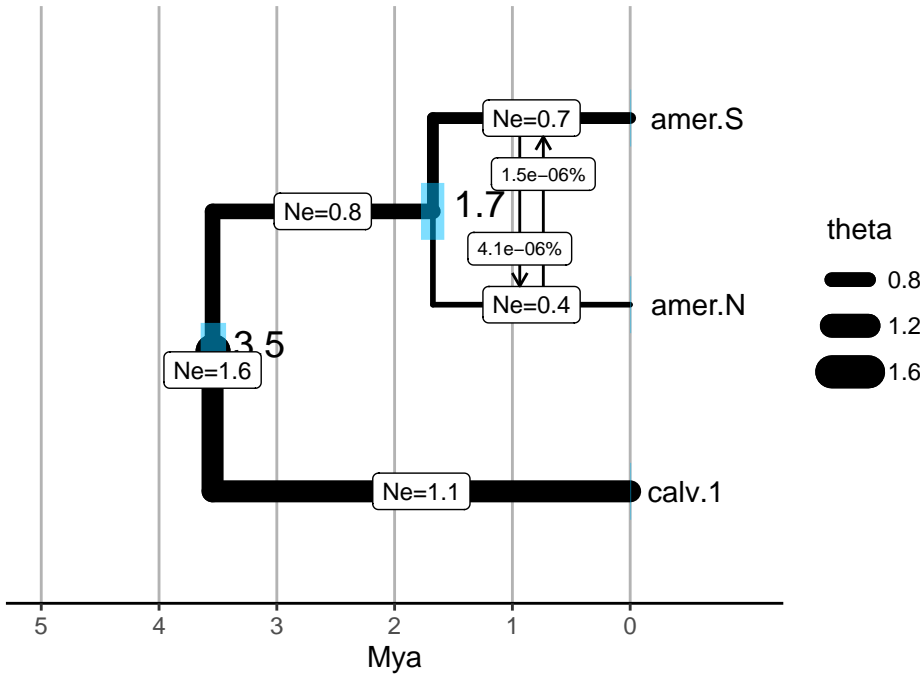 Ne=0.7
amer.S
1.5e−06%
Ne=0.8
1.7
theta
4.1e−06%
0.8
Ne=0.4
amer.N
1.2
3.5
Ne=1.6
1.6
Ne=1.1
calv.1
5 4 3 2 1 0
Mya